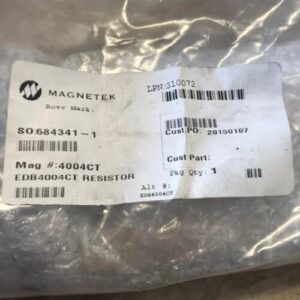 MAGNETEK
LPN:310072
Rcvr Mark:
SO:684341-1
Cust PO: 20150107
Mag #:4004CT
Cust Part:
EDB4004CT RESISTOR
Pkg Qty: 1
Alt #:
EDB4004CT